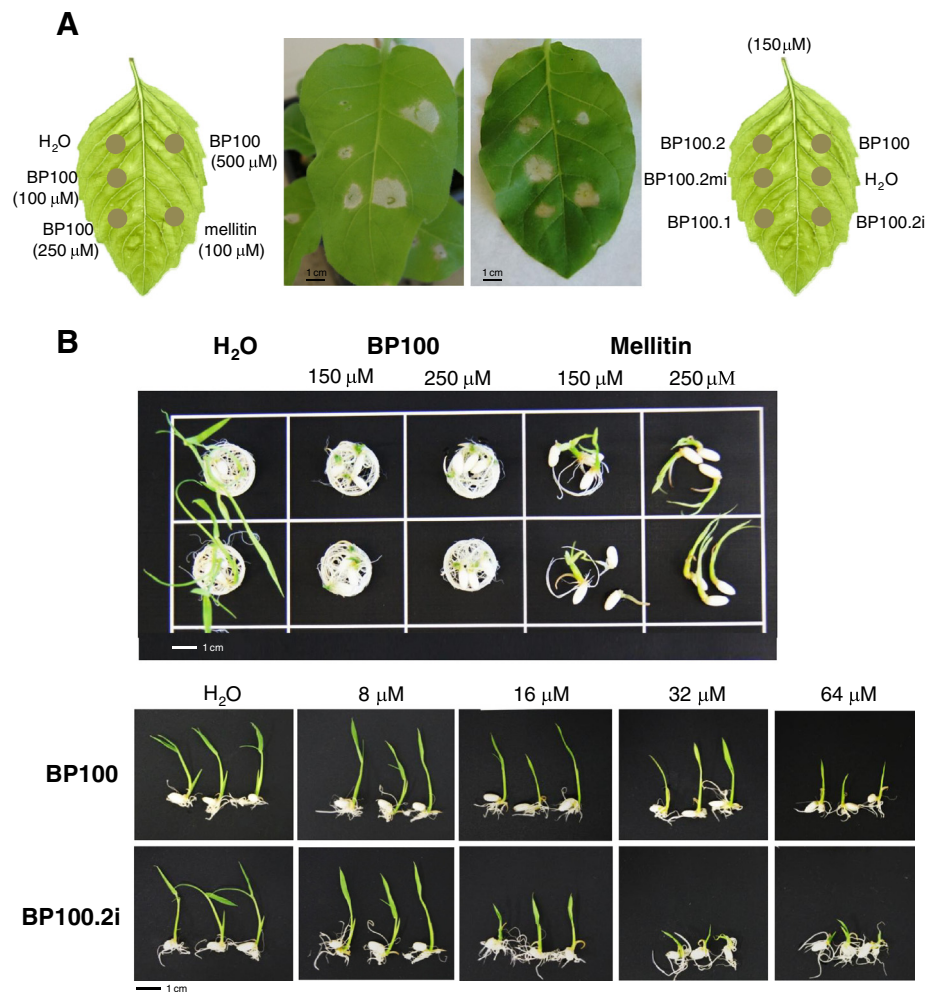 A
(150 μM)
H₂O
BP100
(500 μM)
BP100
(100 μM)
BP100
(250 μM)
mellitin
(100 μM)
1 cm
1 cm
BP100.2
BP100
BP100.2mi
H₂O
BP100.1
BP100.2i
B
H₂O BP100 Mellitin
150 μM 250 μM 150 μM 250 μM
1 cm
H₂O 8 μM 16 μM 32 μM 64 μM
BP100
BP100.2i
1 cm